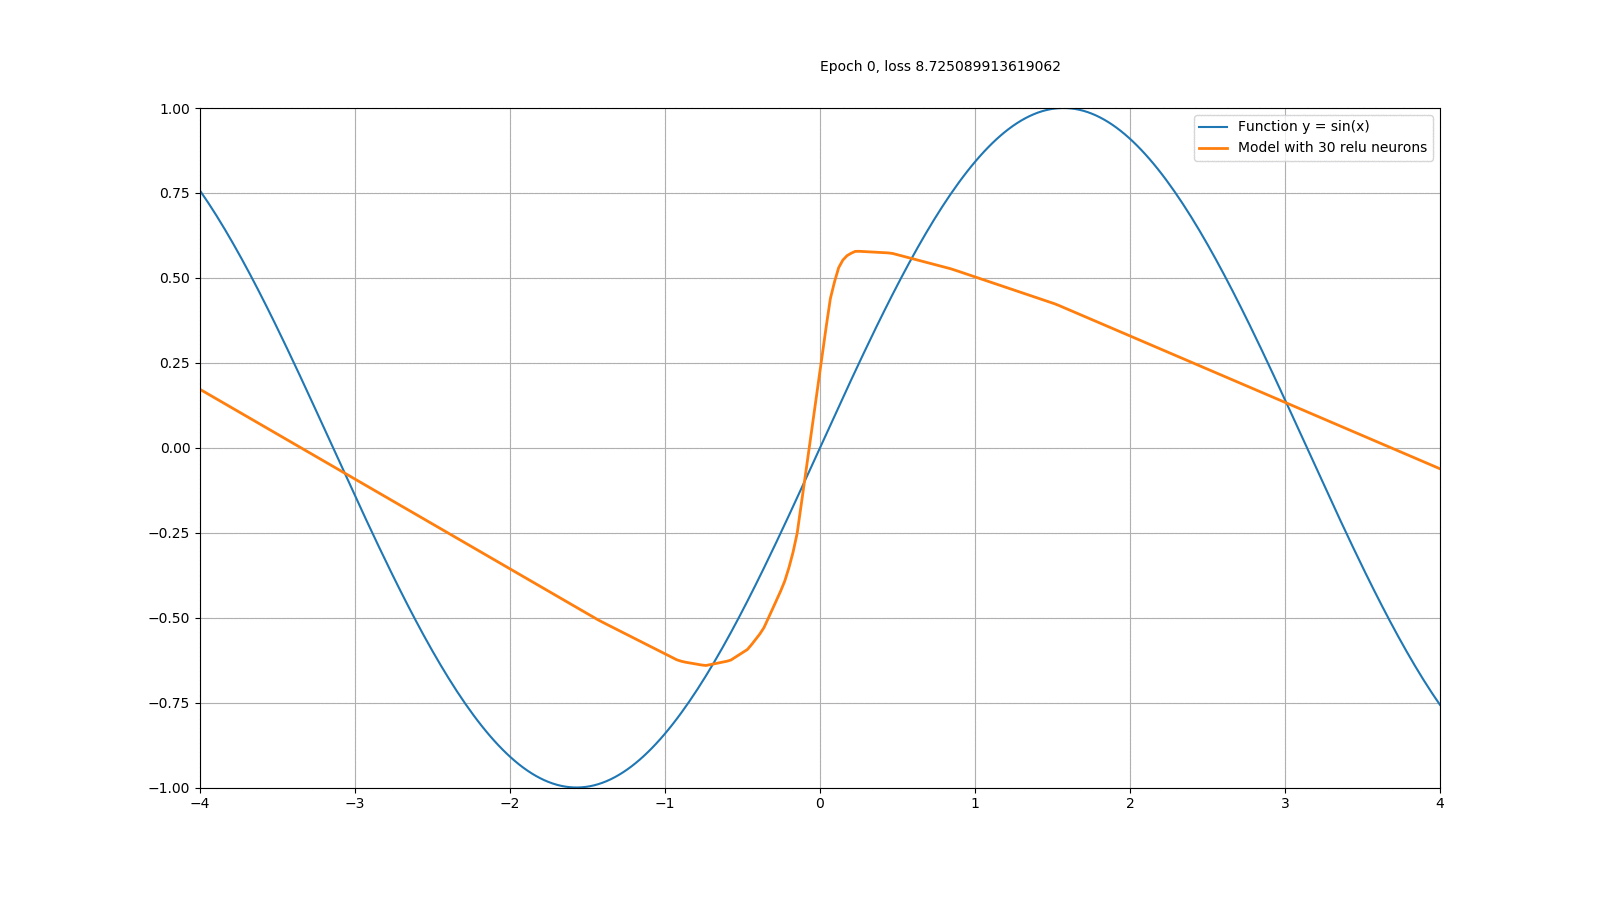 Epoch 0, loss 8.725089913619062
1.00
Function y = sin(x)
Model with 30 relu neurons
0.75
0.50
0.25
0.00
−0.25
−0.50
−0.75
−1.00
−4 −3 −2 −1 0 1 2 3 4